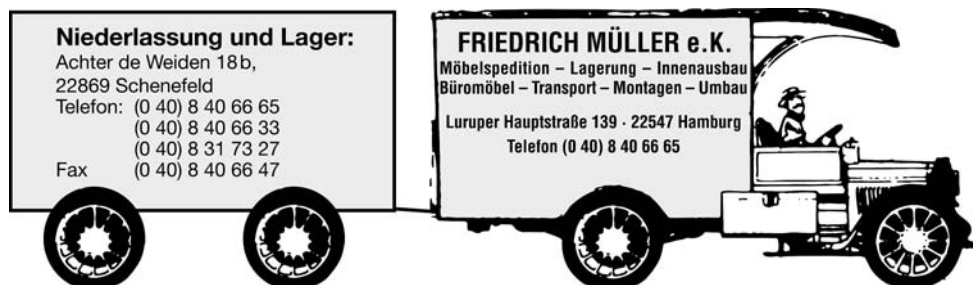 Niederlassung und Lager:
Achter de Weiden 18b,
22869 Schenefeld
Telefon: (0 40) 8 40 66 65
(0 40) 8 40 66 33
(0 40) 8 31 73 27
Fax (0 40) 8 40 66 47
FRIEDRICH MÜLLER e.K.
Möbelspedition – Lagerung – Innenausbau
Büromöbel – Transport – Montagen – Umbau
Luruper Hauptstraße 139 · 22547 Hamburg
Telefon (0 40) 8 40 66 65